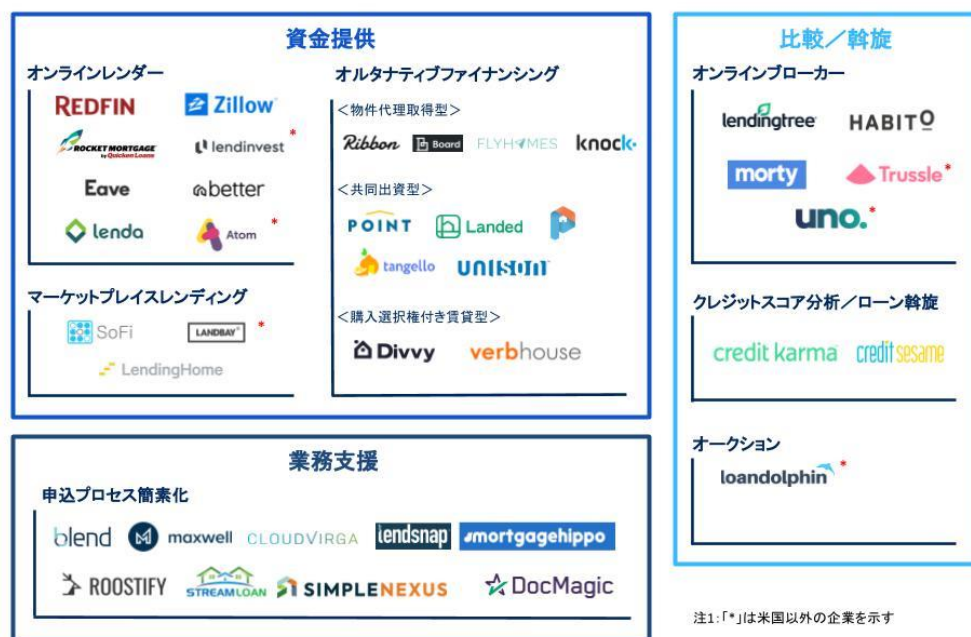 資金提供
オンラインレンダー
REDFIN Zillow
ROCKET MORTGAGE lendinvest *
by Quicken Loans
Eave better
lenda Atom *
マーケットプレイスレンディング
SoFi LANDBAY *
LendingHome
オルタナティブファイナンシング
＜物件代理取得型＞
Ribbon Board FLYHOMES knock
＜共同出資型＞
POINT Landed
tangello UNISON
＜購入選択権付き賃貸型＞
Divvy verbhouse
比較／斡旋
オンラインブローカー
lendingtree HABITO
morty Trussle *
uno. *
クレジットスコア分析／ローン斡旋
credit karma credit sesame
オークション
loandolphin *
業務支援
申込プロセス簡素化
blend M maxwell CLOUDVIRGA lendsnap mortgagehippo
ROOSTIFY STREAMLOAN SIMPLENEXUS DocMagic
注1：「*」は米国以外の企業を示す